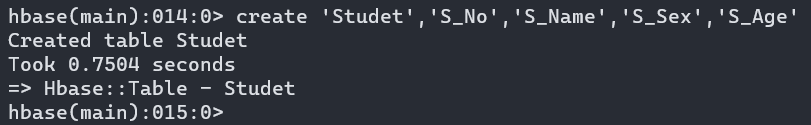 hbase(main):014:0> create 'Studet','S_No','S_Name','S_Sex','S_Age'
Created table Studet
Took 0.7504 seconds
=> Hbase::Table - Studet
hbase(main):015:0>